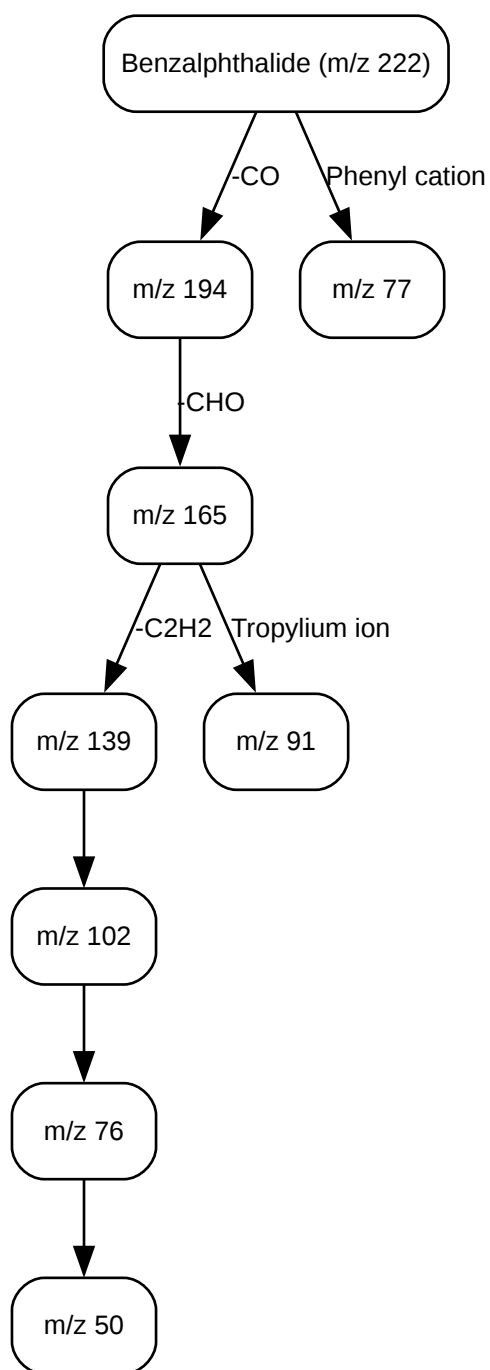 Benzalphthalide (m/z 222)
-CO
Phenyl cation
m/z 194
m/z 77
-CHO
m/z 165
-C2H2
Tropylium ion
m/z 139
m/z 91
m/z 102
m/z 76
m/z 50